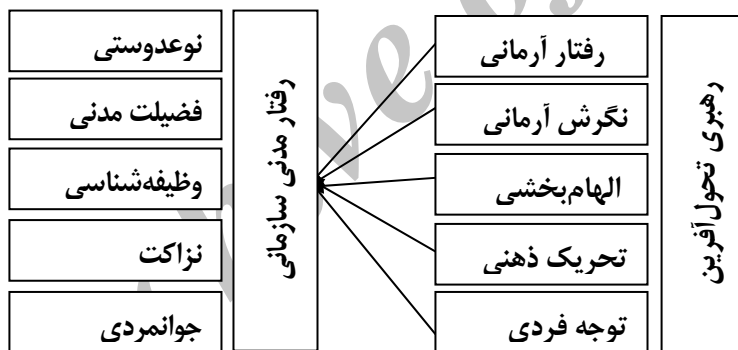 رهبری تحول‌آفرین
رفتار آرمانی
نگرش آرمانی
الهام‌بخشی
تحریک ذهنی
توجه فردی
رفتار مدنی سازمانی
نوعدوستی
فضیلت مدنی
وظیفه‌شناسی
نزاکت
جوانمردی